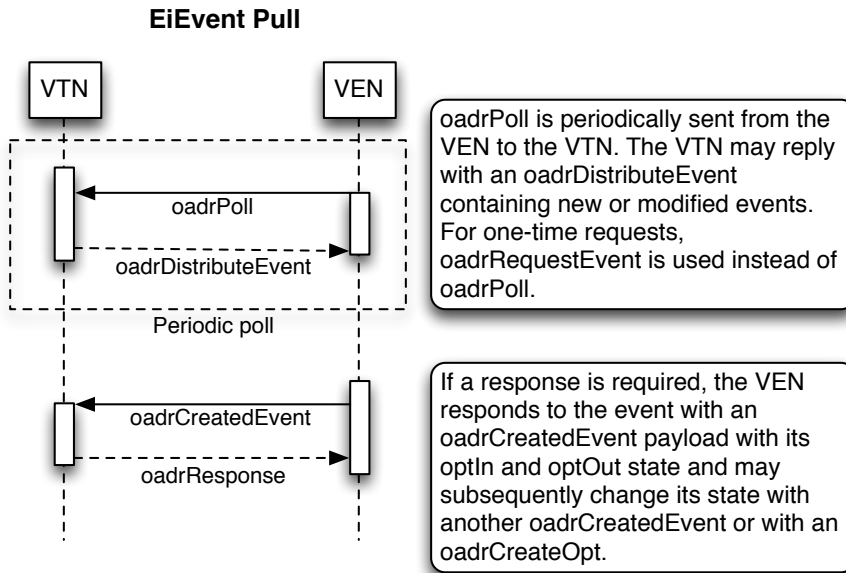 EiEvent Pull
VTN
VEN
oadrPoll
oadrDistributeEvent
Periodic poll
oadrPoll is periodically sent from the
VEN to the VTN. The VTN may reply
with an oadrDistributeEvent
containing new or modified events.
For one-time requests,
oadrRequestEvent is used instead of
oadrPoll.
oadrCreatedEvent
oadrResponse
If a response is required, the VEN
responds to the event with an
oadrCreatedEvent payload with its
optIn and optOut state and may
subsequently change its state with
another oadrCreatedEvent or with an
oadrCreateOpt.